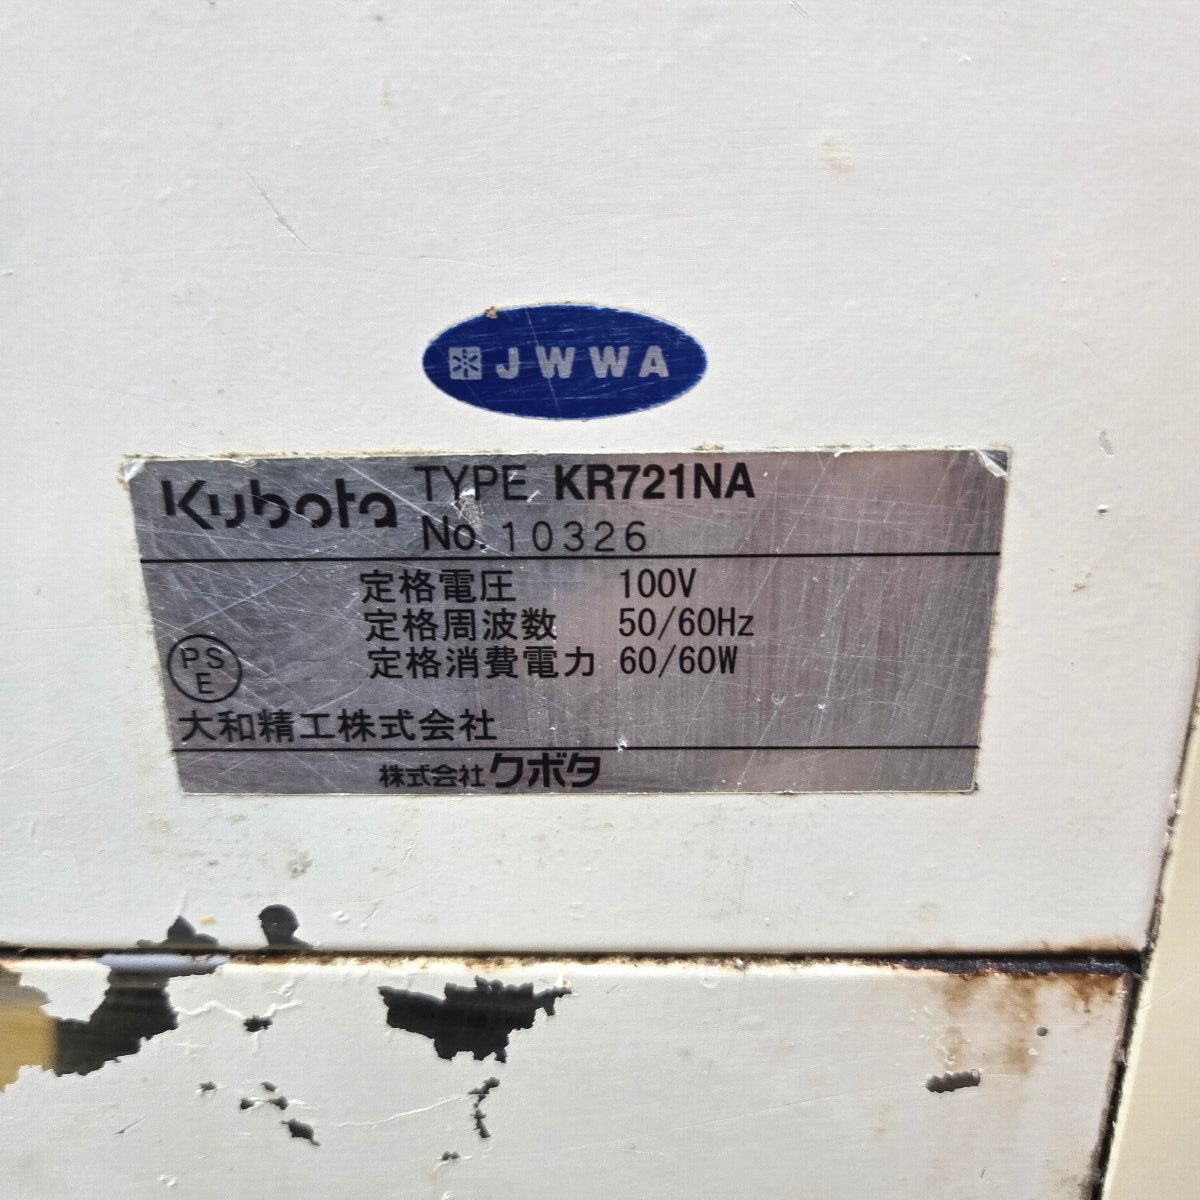 JWWA
Kubota TYPE KR721NA
No. 10326
定格電圧 100V
定格周波数 50/60Hz
定格消費電力 60/60W
PS
E
大和精工株式会社
株式会社クボタ